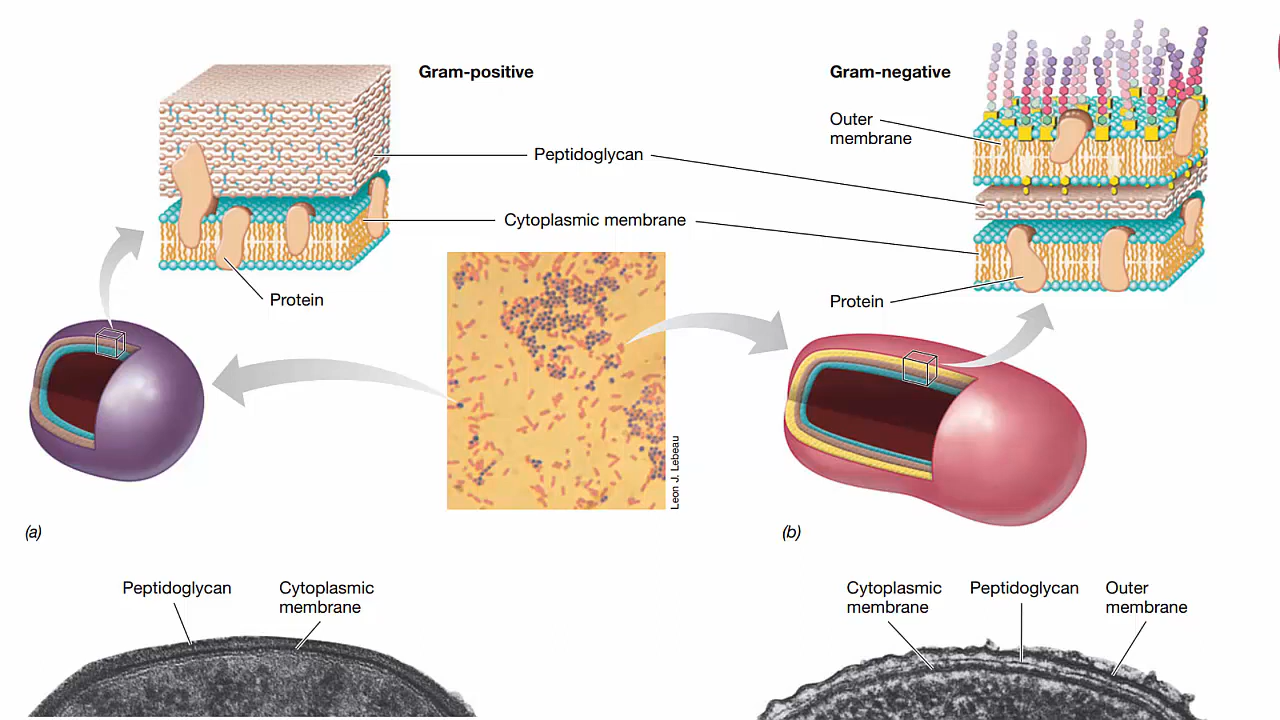 Gram-positive
Gram-negative
Outer
membrane
Peptidoglycan
Cytoplasmic membrane
Protein
Protein
Leon J. Lebeau
(a)
(b)
Peptidoglycan
Cytoplasmic
membrane
Cytoplasmic
membrane
Peptidoglycan
Outer
membrane